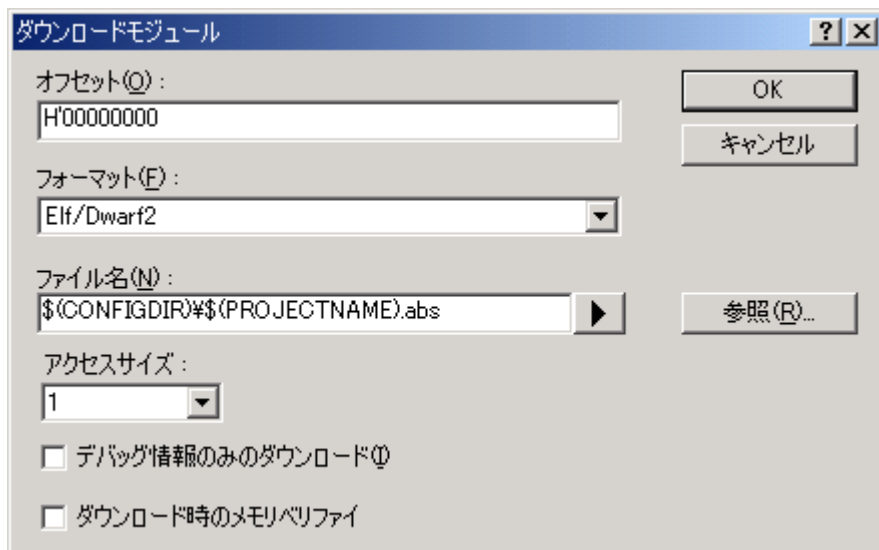 ダウンロードモジュール
オフセット(O) :
H'00000000
OK
キャンセル
フォーマット(F) :
Elf/Dwarf2
ファイル名(N) :
$(CONFIGDIR)¥$(PROJECTNAME).abs
参照(R)...
アクセスサイズ :
1
デバッグ情報のみのダウンロード(I)
ダウンロード時のメモリベリファイ